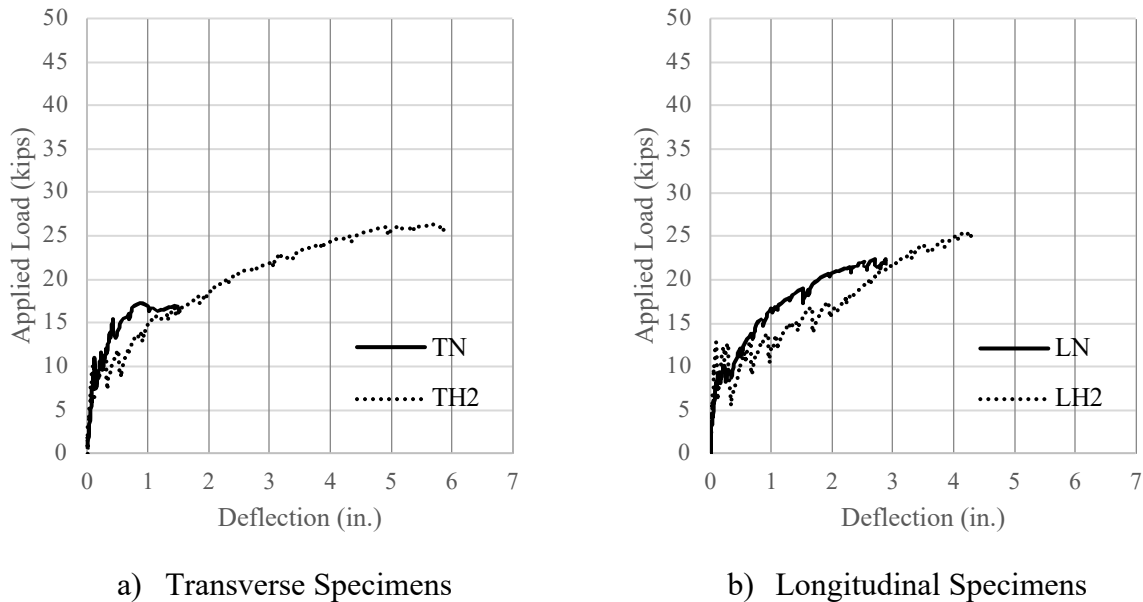 50
45
40
35
30
25
20
15
10
5
0
Applied Load (kips)
TN
TH2
0 1 2 3 4 5 6 7
Deflection (in.)
a) Transverse Specimens
50
45
40
35
30
25
20
15
10
5
0
Applied Load (kips)
LN
LH2
0 1 2 3 4 5 6 7
Deflection (in.)
b) Longitudinal Specimens